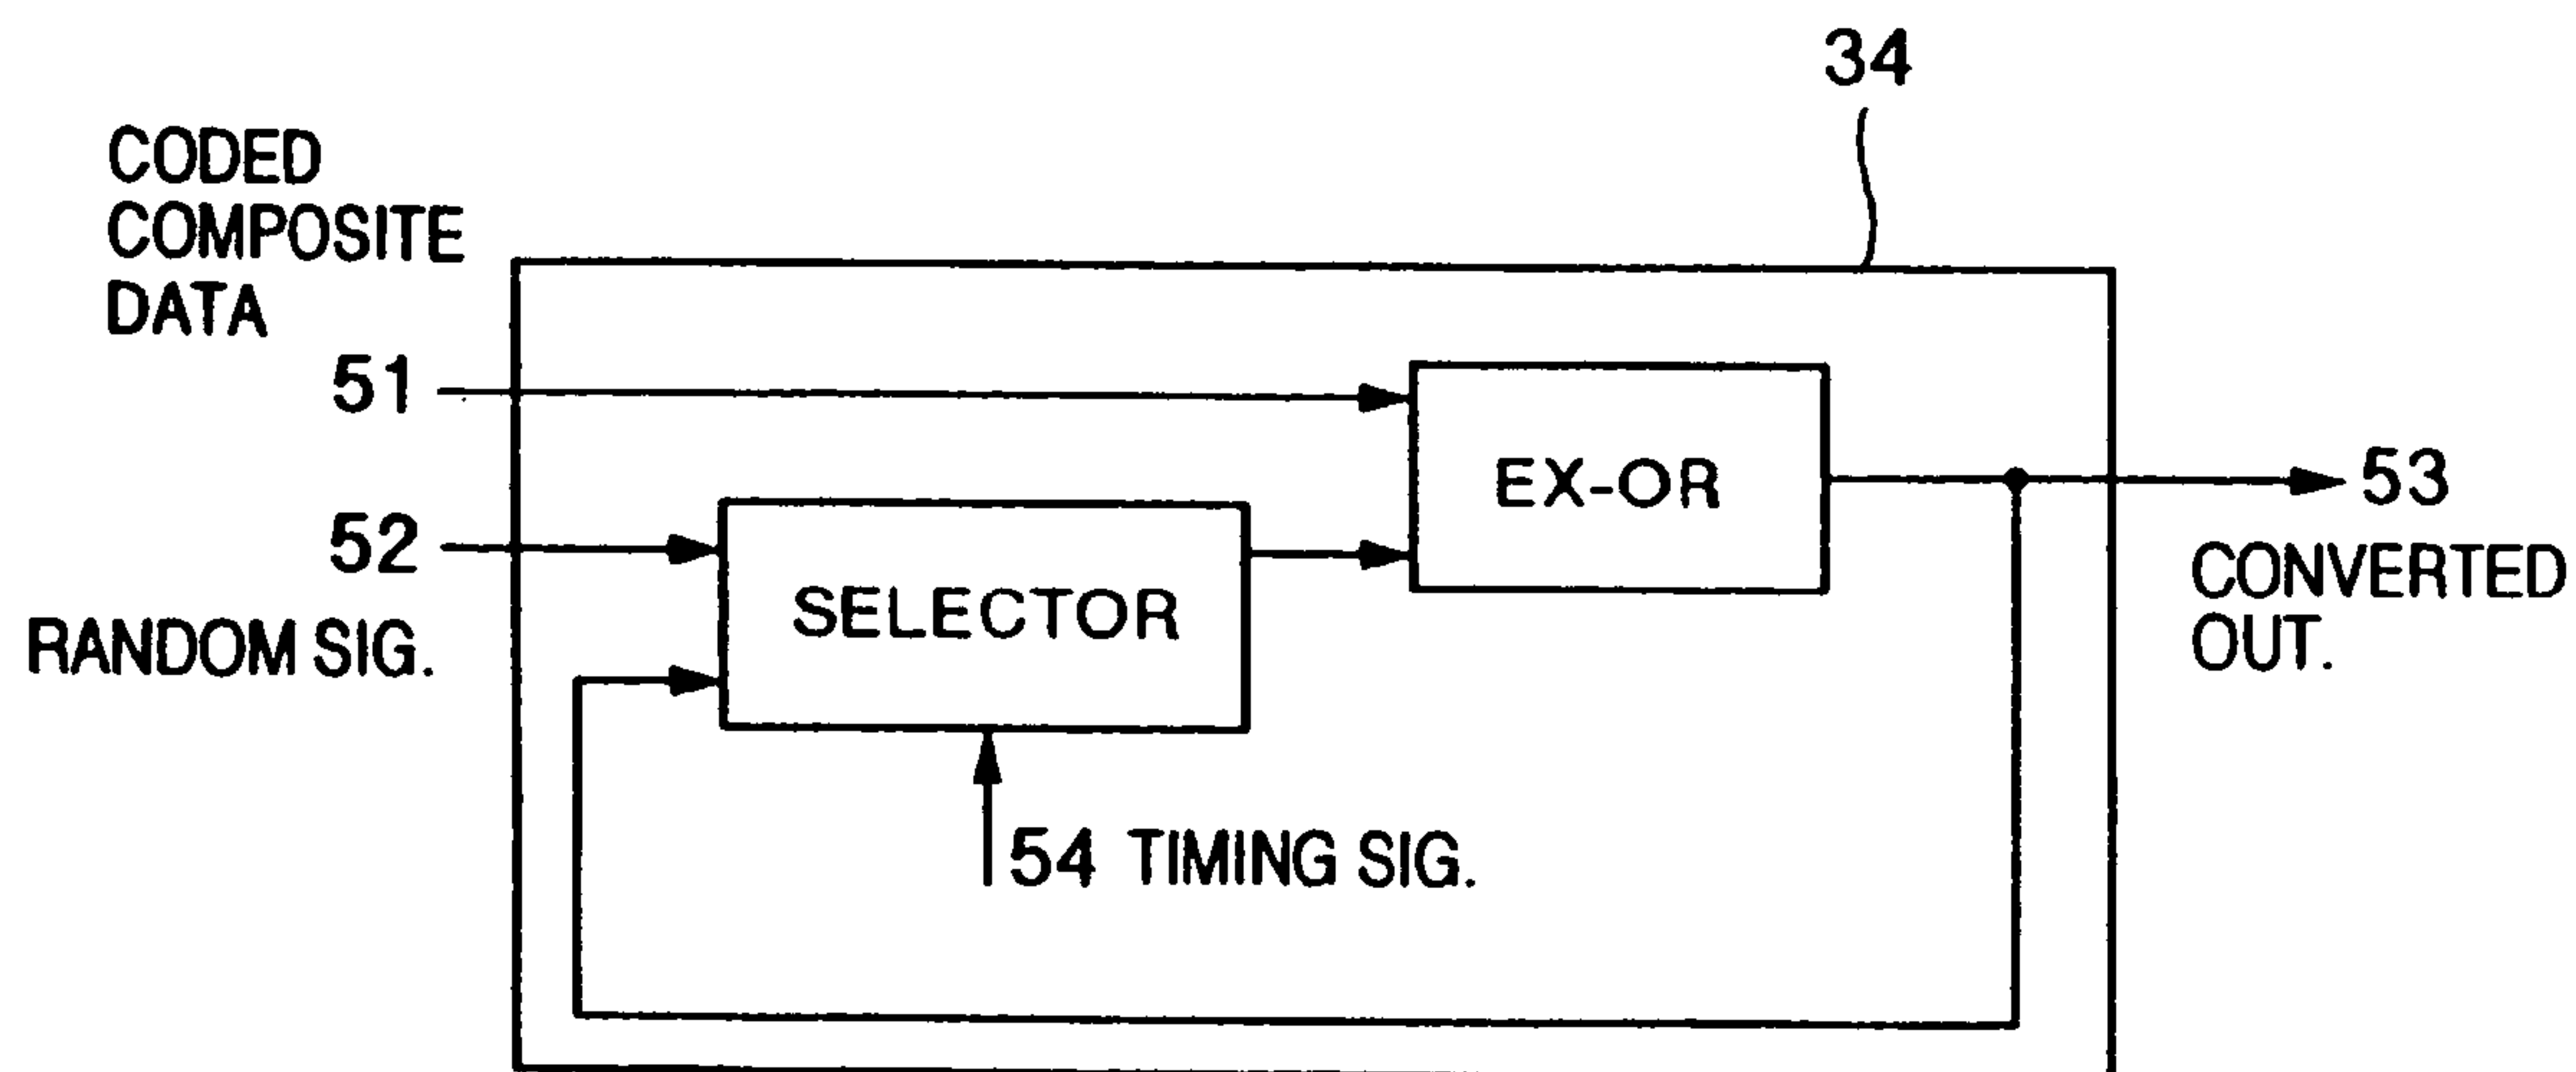 34
CODED
COMPOSITE
DATA
51
EX-OR
53
52
SELECTOR
CONVERTED
OUT.
RANDOM SIG.
54 TIMING SIG.